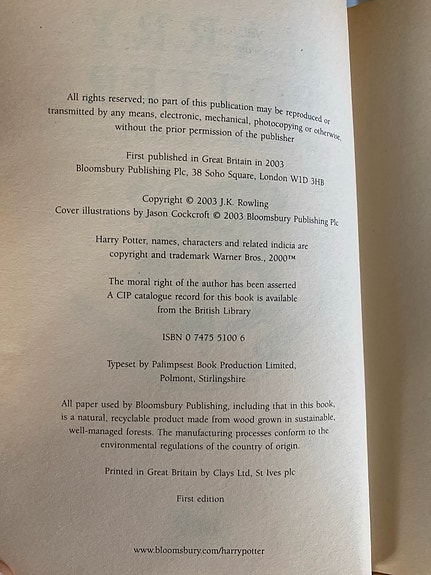 All rights reserved; no part of this publication may be reproduced or
transmitted by any means, electronic, mechanical, photocopying or otherwise,
without the prior permission of the publisher
First published in Great Britain in 2003
Bloomsbury Publishing Plc, 38 Soho Square, London W1D 3HB
Copyright © 2003 J.K. Rowling
Cover illustrations by Jason Cockcroft © 2003 Bloomsbury Publishing Plc
Harry Potter, names, characters and related indicia are
copyright and trademark Warner Bros., 2000™
The moral right of the author has been asserted
A CIP catalogue record for this book is available
from the British Library
ISBN 0 7475 5100 6
Typeset by Palimpsest Book Production Limited,
Polmont, Stirlingshire
All paper used by Bloomsbury Publishing, including that in this book,
is a natural, recyclable product made from wood grown in sustainable,
well-managed forests. The manufacturing processes conform to the
environmental regulations of the country of origin.
Printed in Great Britain by Clays Ltd, St Ives plc
First edition
www.bloomsbury.com/harrypotter